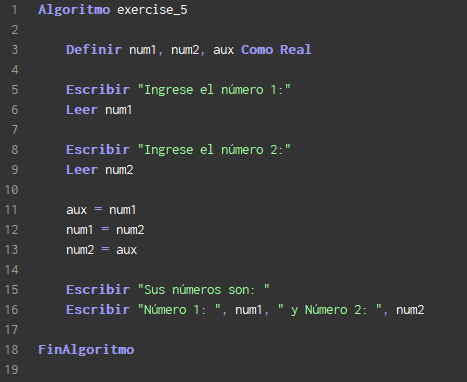 1 Algoritmo exercise_5
2
3 Definir num1, num2, aux Como Real
4
5 Escribir "Ingrese el número 1:"
6 Leer num1
7
8 Escribir "Ingrese el número 2:"
9 Leer num2
10
11 aux = num1
12 num1 = num2
13 num2 = aux
14
15 Escribir "Sus números son: "
16 Escribir "Número 1: ", num1, " y Número 2: ", num2
17
18 FinAlgoritmo
19